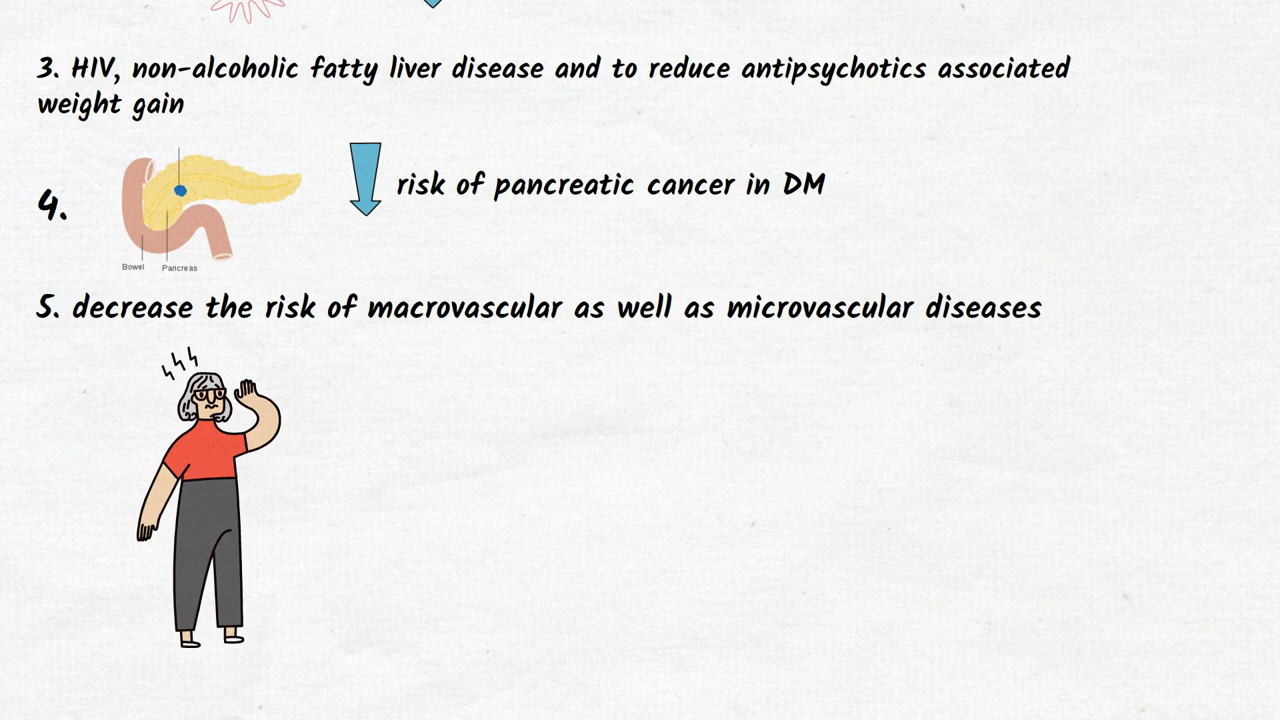 3. HIV, non-alcoholic fatty liver disease and to reduce antipsychotics associated
weight gain
4.
risk of pancreatic cancer in DM
Bowel
Pancreas
5. decrease the risk of macrovascular as well as microvascular diseases